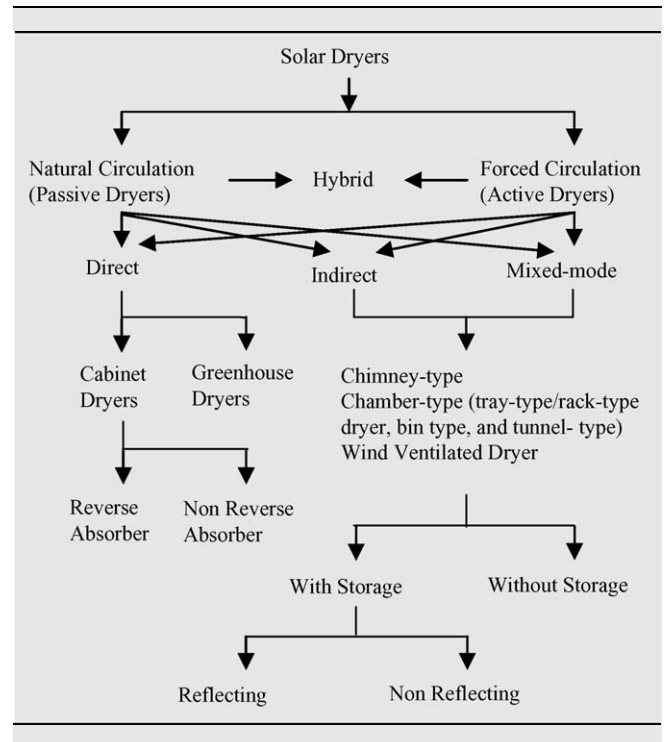 Solar Dryers
Natural Circulation
(Passive Dryers)
Hybrid
Forced Circulation
(Active Dryers)
Direct
Indirect
Mixed-mode
Cabinet
Dryers
Greenhouse
Dryers
Chimney-type
Chamber-type (tray-type/rack-type
dryer, bin type, and tunnel- type)
Wind Ventilated Dryer
Reverse
Absorber
Non Reverse
Absorber
With Storage
Without Storage
Reflecting
Non Reflecting